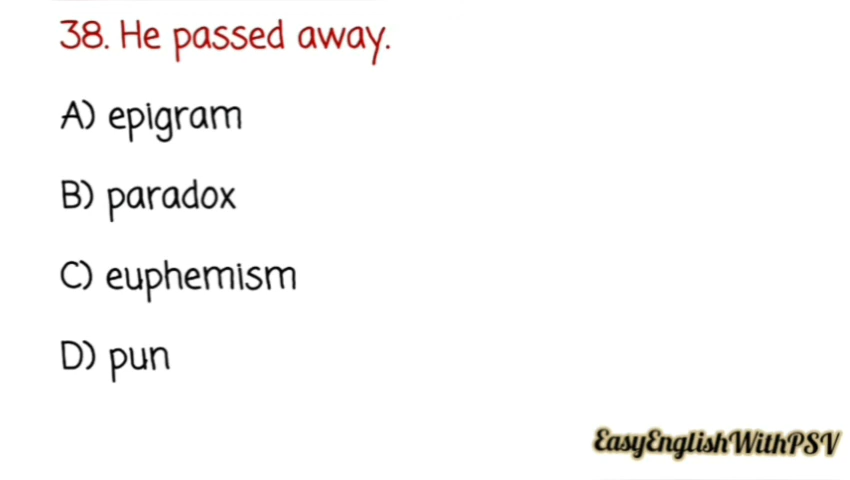 38. He passed away.
A) epigram
B) paradox
C) euphemism
D) pun
EasyEnglishWithPSV